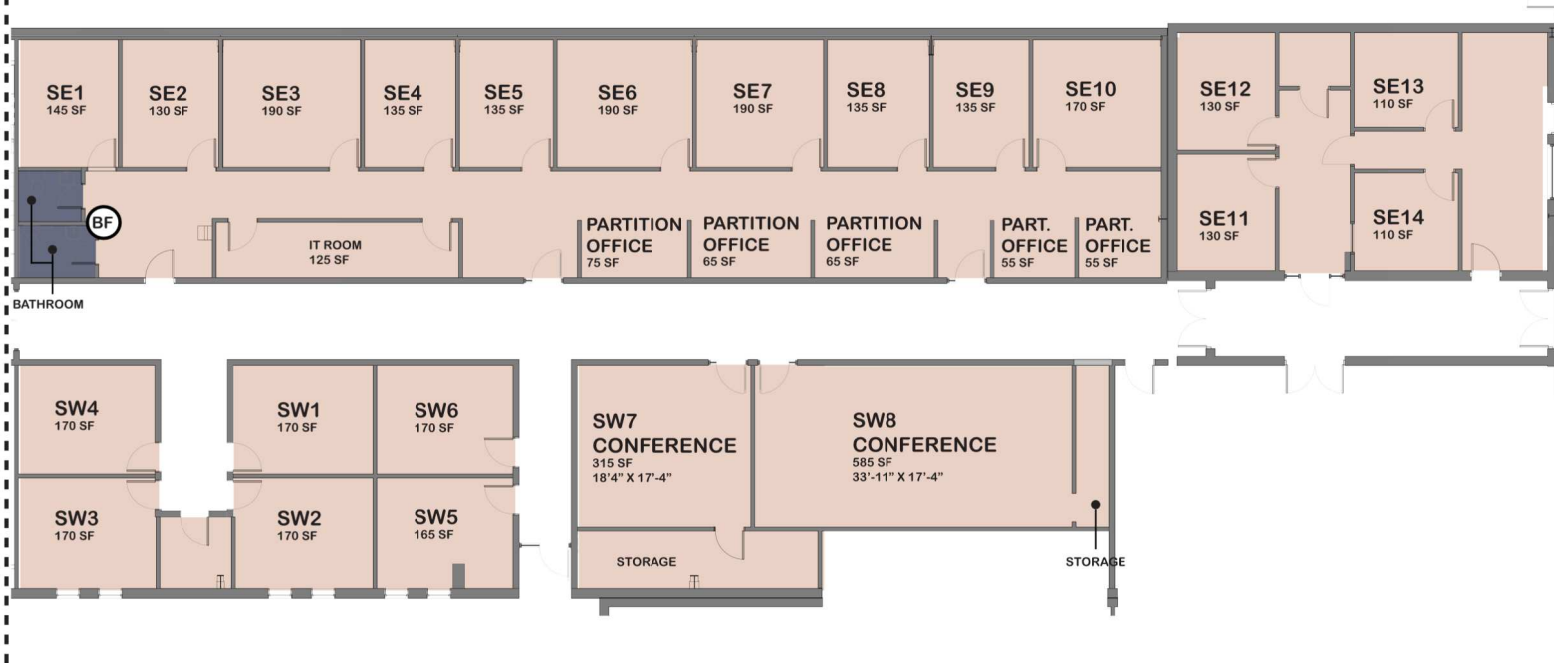 SE1
145 SF
SE2
130 SF
SE3
190 SF
SE4
135 SF
SE5
135 SF
SE6
190 SF
SE7
190 SF
SE8
135 SF
SE9
135 SF
SE10
170 SF
SE12
130 SF
SE13
110 SF
BF
IT ROOM
125 SF
PARTITION
OFFICE
75 SF
PARTITION
OFFICE
65 SF
PARTITION
OFFICE
65 SF
PART.
OFFICE
55 SF
PART.
OFFICE
55 SF
SE11
130 SF
SE14
110 SF
BATHROOM
SW4
170 SF
SW1
170 SF
SW6
170 SF
SW7
CONFERENCE
315 SF
18'4" X 17'-4"
SW8
CONFERENCE
585 SF
33'-11" X 17'-4"
SW3
170 SF
SW2
170 SF
SW5
165 SF
STORAGE
STORAGE